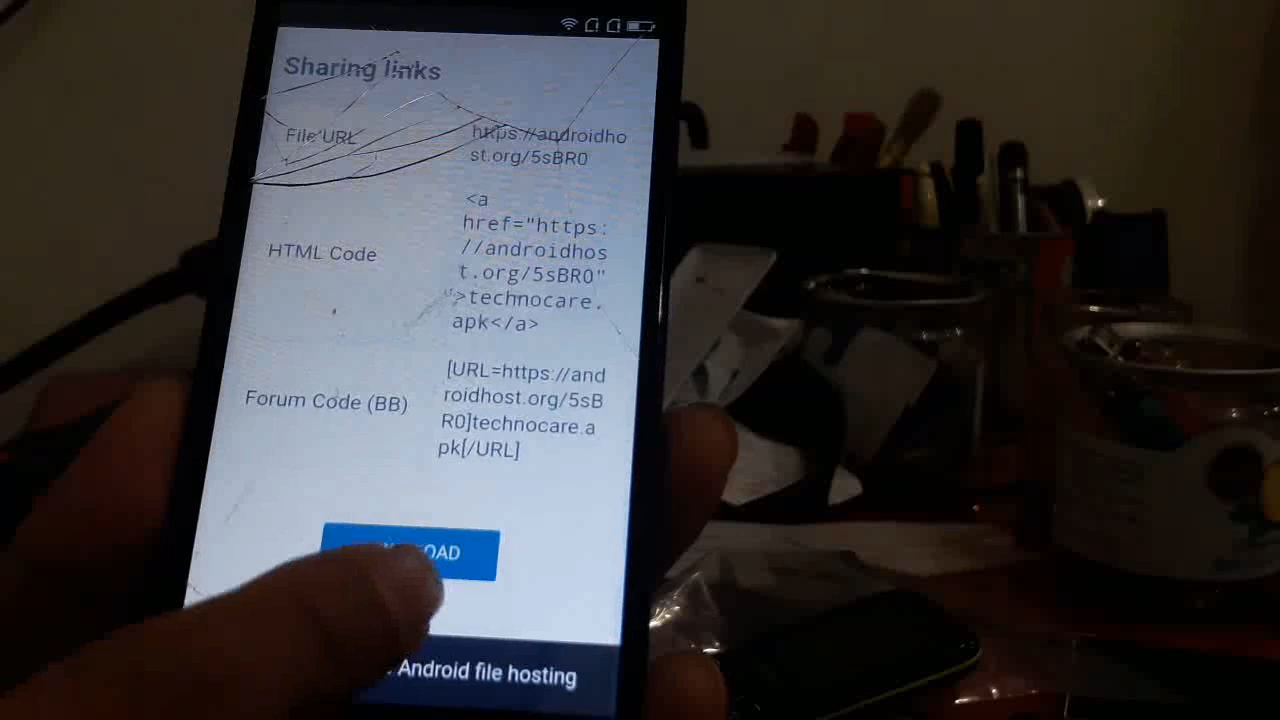 Sharing links
File URL
https://androidho
st.org/5sBR0
HTML Code
<a
href="https:
//androidhos
t.org/5sBR0"
">technocare.
apk</a>
Forum Code (BB)
[URL=https://and
roidhost.org/5sB
R0]technocare.a
pk[/URL]
OAD
Android file hosting